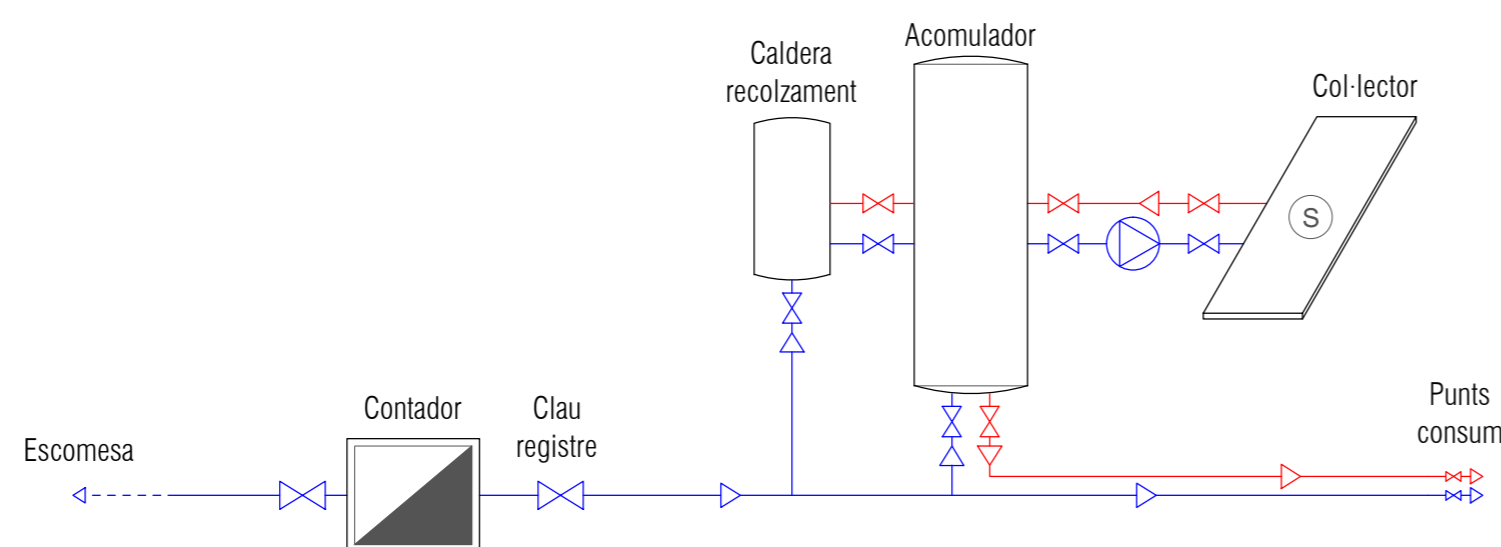 Acomulador
Caldera
recolzament
Col·lector
S
Contador
Clau
registre
Punts
consum
Escomesa